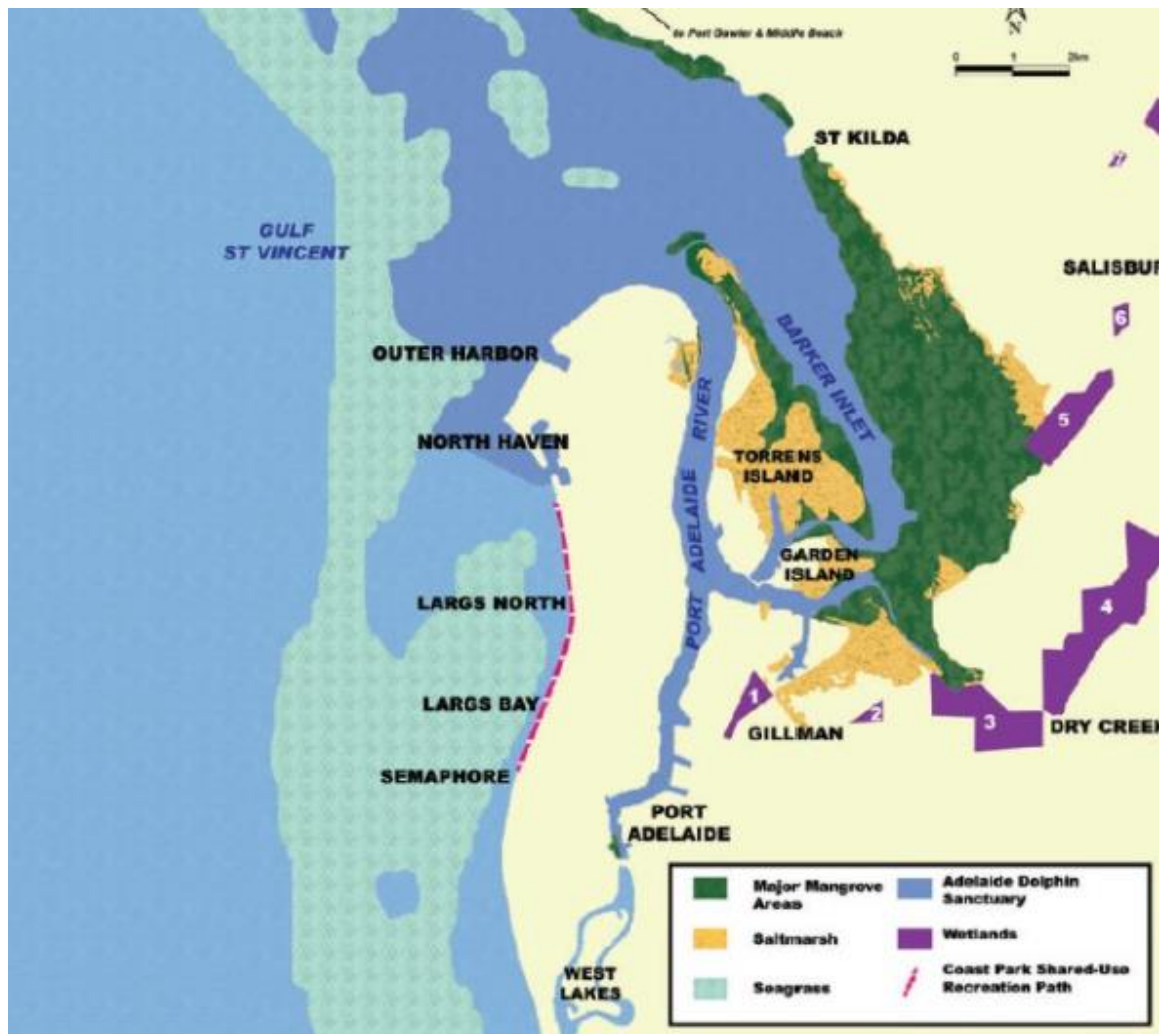 to Port Gawler & Middle Beach
N
0 1 2km
ST KILDA
GULF
ST VINCENT
SALISBUR
6
OUTER HARBOR
BARKER INLET
5
NORTH HAVEN
PORT ADELAIDE RIVER
TORRENS
ISLAND
GARDEN
ISLAND
LARGS NORTH
4
LARGS BAY
1
2
3
GILLMAN
DRY CREEK
SEMAPHORE
PORT
ADELAIDE
WEST
LAKES
Major Mangrove
Areas
Adelaide Dolphin
Sanctuary
Saltmarsh
Wetlands
Seagrass
Coast Park Shared-Use
Recreation Path